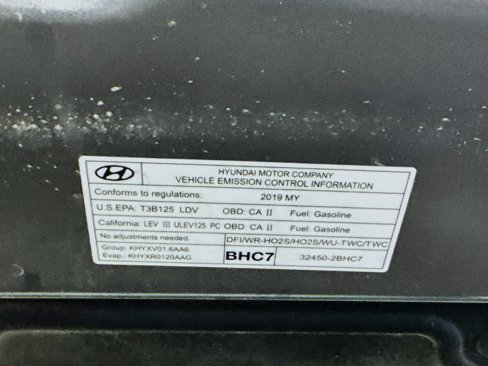 HYUNDAI MOTOR COMPANY
VEHICLE EMISSION CONTROL INFORMATION
Conforms to regulations: 2019 MY
U.S.EPA: T3B125 LDV OBD: CA II Fuel: Gasoline
California: LEV III ULEV125 PC OBD: CA II Fuel: Gasoline
No adjustments needed. DFI/WR-HO2S/HO2S/WU-TWC/TWC
Group: KHYXV01.6AA6
Evap.: KHYXR0120AAG
BHC7 32450-2BHC7